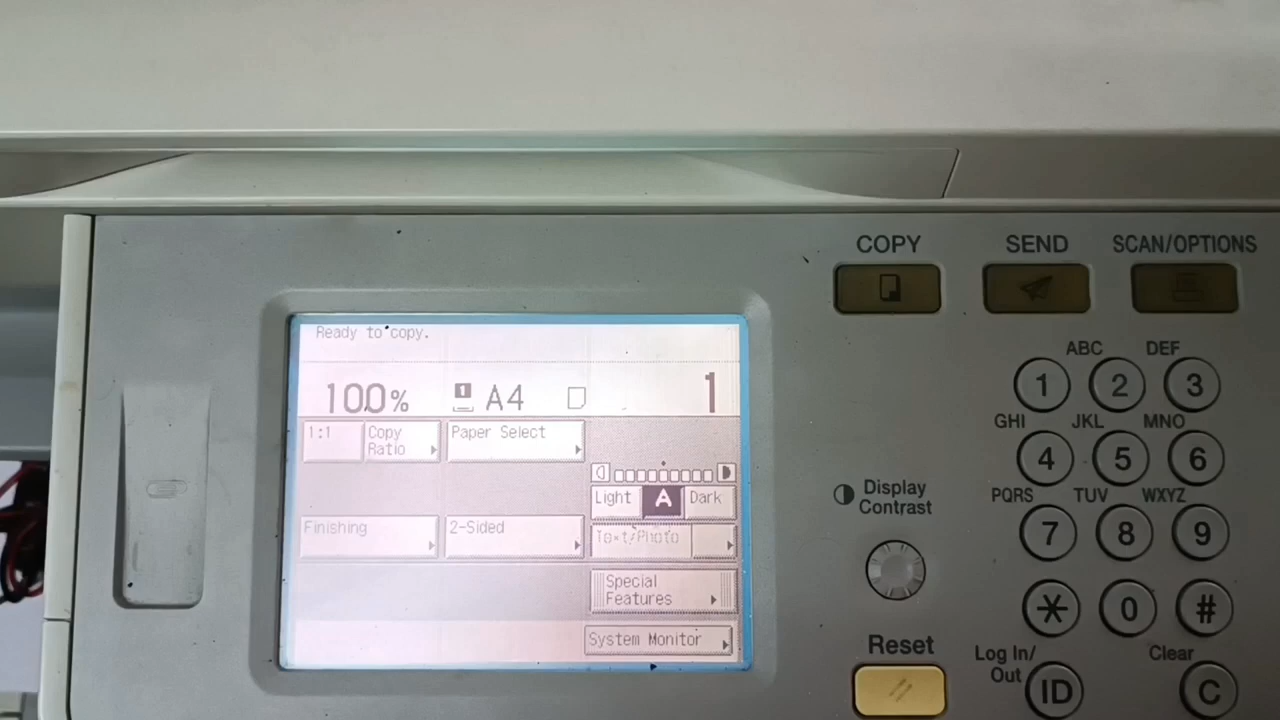 COPY SEND SCAN/OPTIONS
Ready to copy.
100% 1 A4 1
1:1 Copy Ratio Paper Select
Light A Dark
Finishing 2-Sided Text/Photo
Special Features
System Monitor
Display Contrast
Reset
ABC DEF
1 2 3
GHI JKL MNO
4 5 6
PQRS TUV WXYZ
7 8 9
* 0 #
Log In/Out Clear
ID C